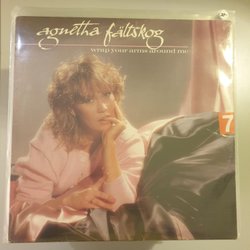 agnetha fältskog
wrap your arms around me
7